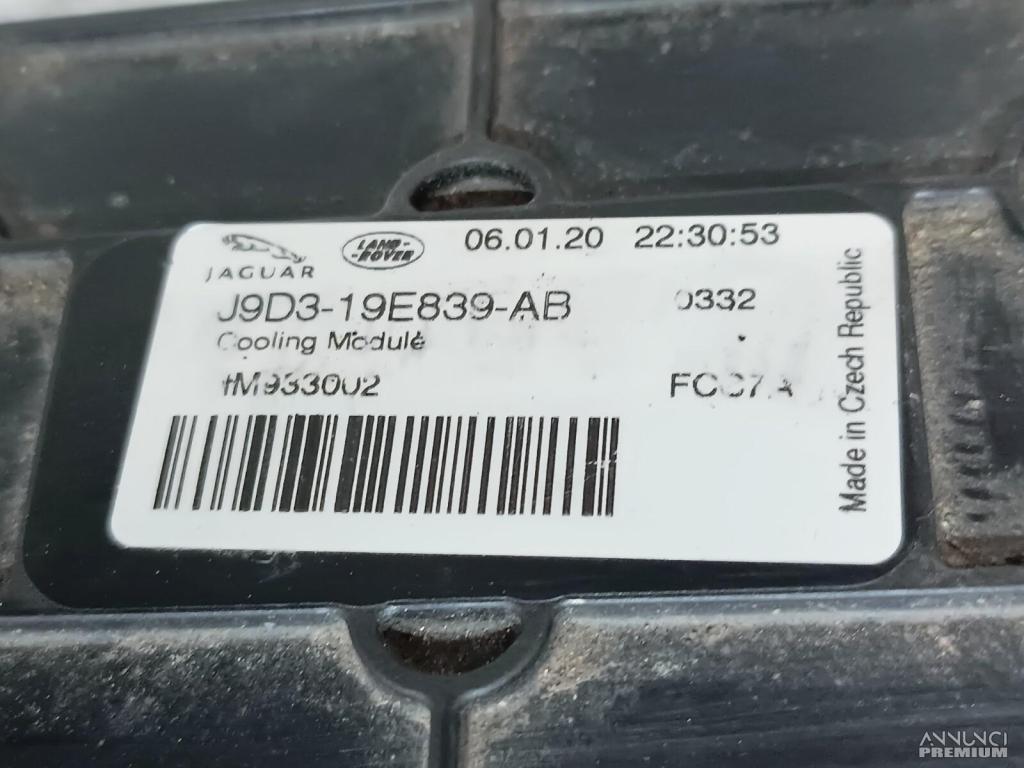 JAGUAR LAND-ROVER 06.01.20 22:30:53
J9D3-19E839-AB 0332
Cooling Module
Made in Czech Republic
ANNUNCI
PREMIUM